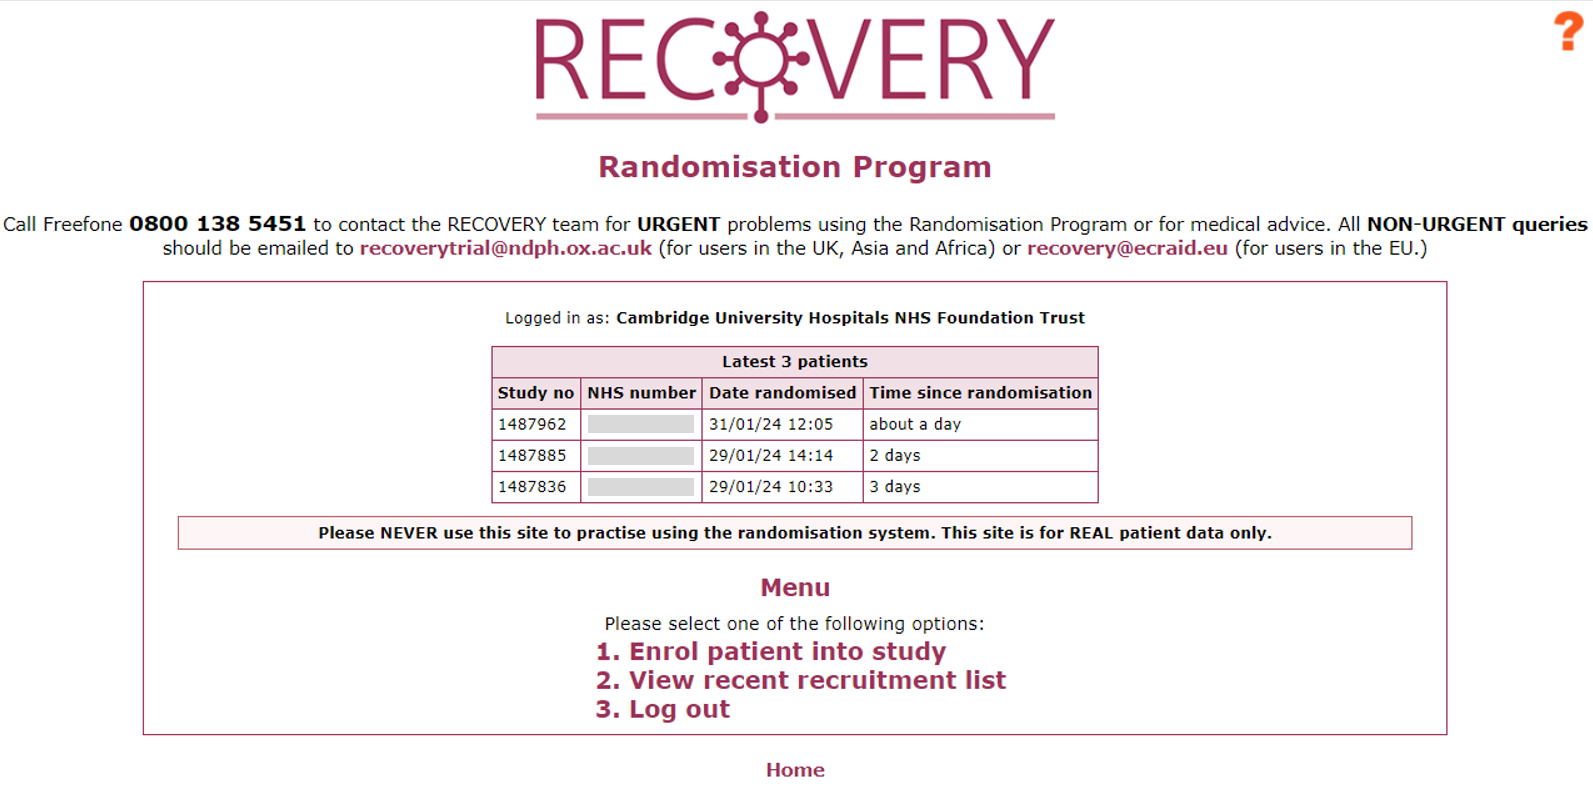 RECOVERY
?
Randomisation Program
Call Freefone 0800 138 5451 to contact the RECOVERY team for URGENT problems using the Randomisation Program or for medical advice. All NON-URGENT queries
should be emailed to recoverytrial@ndph.ox.ac.uk (for users in the UK, Asia and Africa) or recovery@ecraid.eu (for users in the EU.)
Logged in as: Cambridge University Hospitals NHS Foundation Trust
Latest 3 patients
Study no NHS number Date randomised Time since randomisation
1487962 31/01/24 12:05 about a day
1487885 29/01/24 14:14 2 days
1487836 29/01/24 10:33 3 days
Please NEVER use this site to practise using the randomisation system. This site is for REAL patient data only.
Menu
Please select one of the following options:
1. Enrol patient into study
2. View recent recruitment list
3. Log out
Home